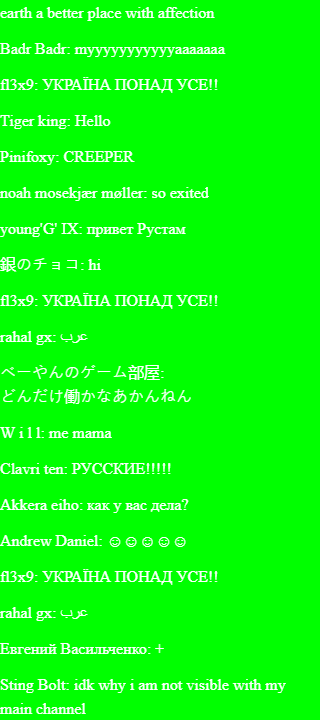 earth a better place with affection
Badr Badr: myyyyyyyyyyyaaaaaaa
fl3x9: УКРАЇНА ПОНАД УСЕ!!
Tiger king: Hello
Pinifoxy: CREEPER
noah mosekjær møller: so exited
young'G' IX: привет Рустам
銀のチョコ: hi
fl3x9: УКРАЇНА ПОНАД УСЕ!!
rahal gx: عرب
べーやんのゲーム部屋:
どんだけ働かなあかんねん
W i l l: me mama
Clavri ten: РУССКИЕ!!!!!
Akkera eiho: как у вас дела?
Andrew Daniel: ☺☺☺☺☺
fl3x9: УКРАЇНА ПОНАД УСЕ!!
rahal gx: عرب
Евгений Васильченко: +
Sting Bolt: idk why i am not visible with my
main channel